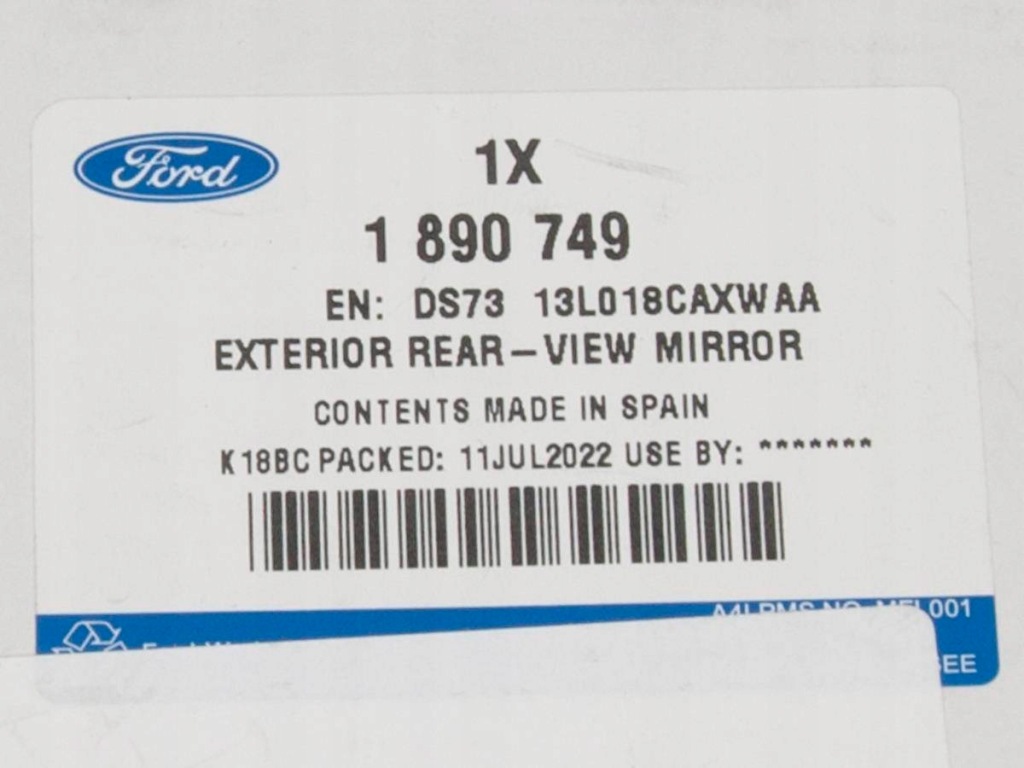 Ford
1X
1 890 749
EN: DS73 13L018CAXWAA
EXTERIOR REAR-VIEW MIRROR
CONTENTS MADE IN SPAIN
K18BC PACKED: 11JUL2022 USE BY: *******